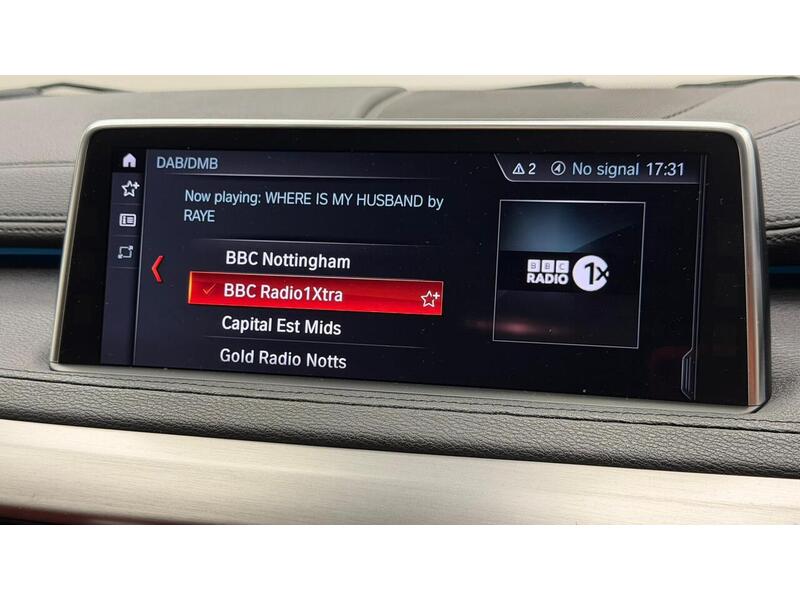 DAB/DMB
2 No signal 17:31
Now playing: WHERE IS MY HUSBAND by
RAYE
BBC Nottingham
BBC Radio1Xtra
Capital Est Mids
Gold Radio Notts
BBC
RADIO 1x